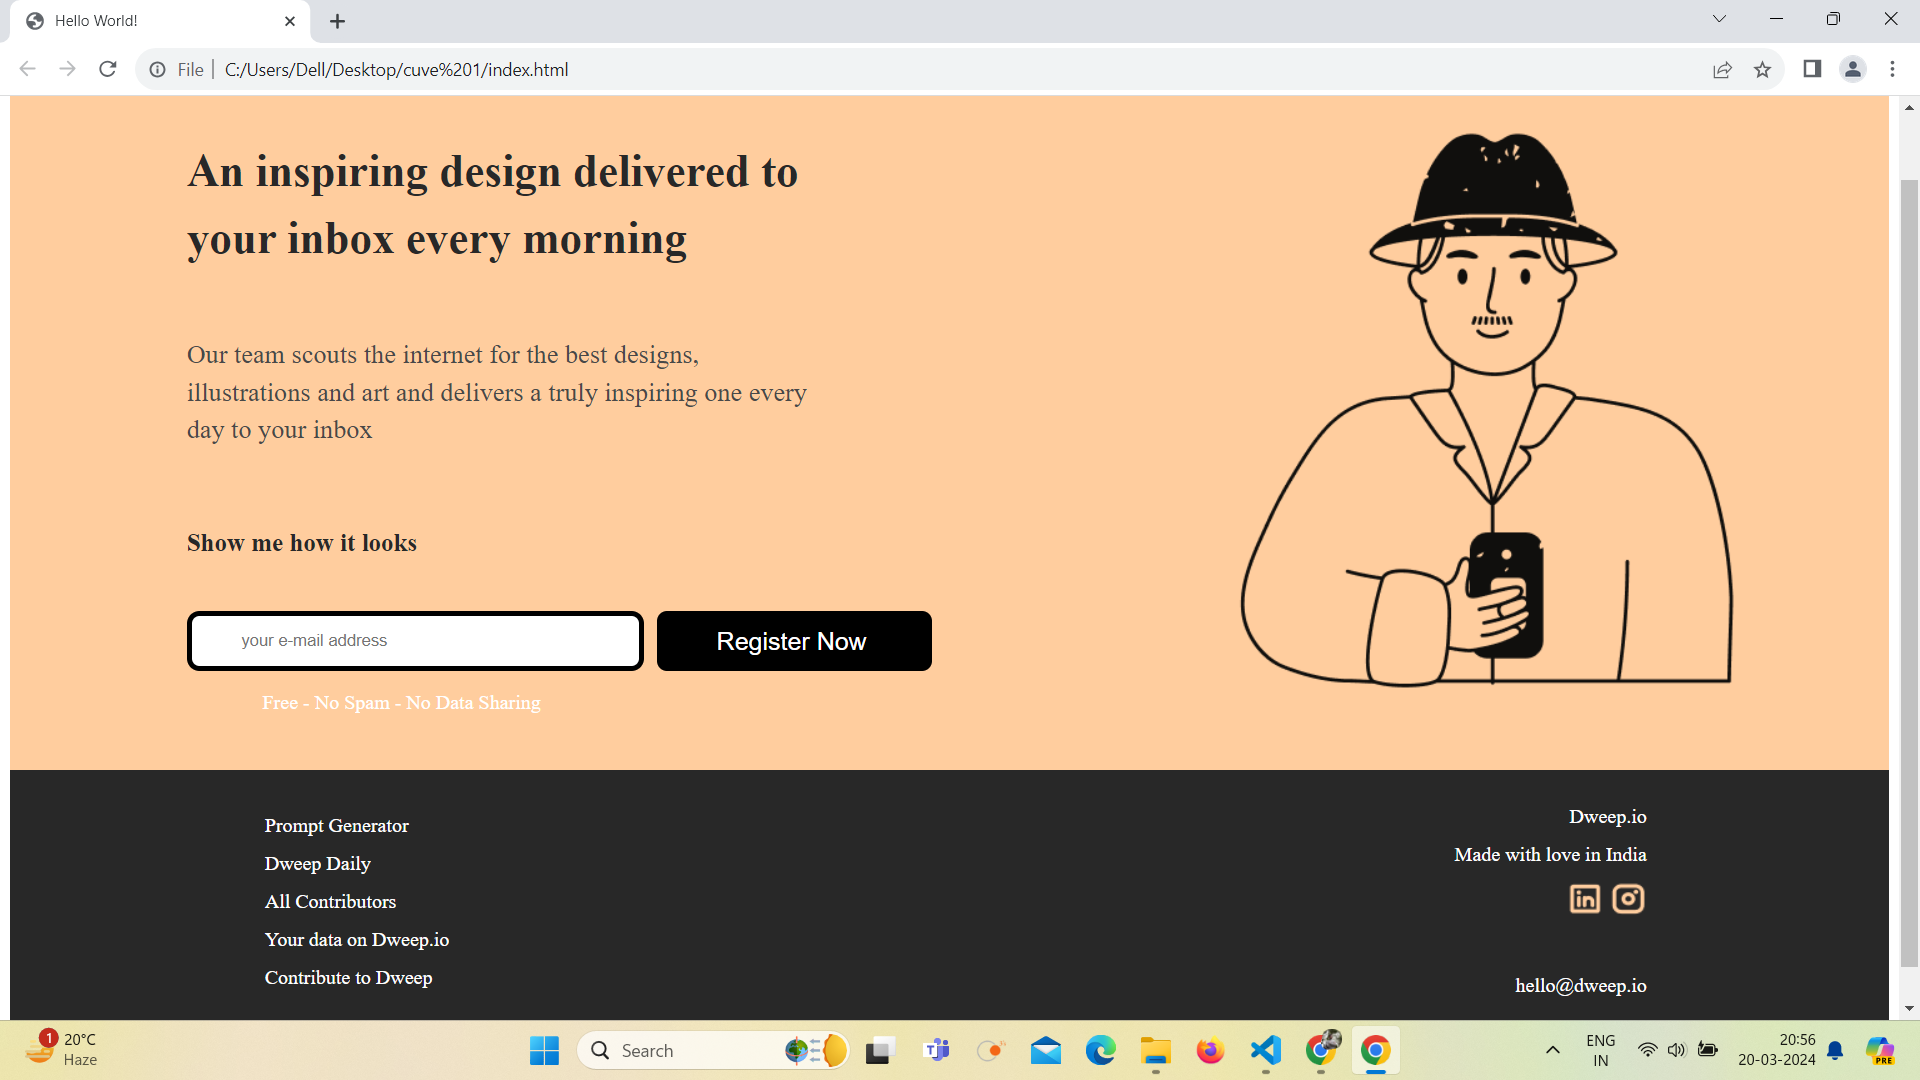 Hello World!
File
C:/Users/Dell/Desktop/cuve%201/index.html
An inspiring design delivered to
your inbox every morning
Our team scouts the internet for the best designs,
illustrations and art and delivers a truly inspiring one every
day to your inbox
Show me how it looks
your e-mail address
Register Now
Free - No Spam - No Data Sharing
Prompt Generator
Dweep Daily
All Contributors
Your data on Dweep.io
Contribute to Dweep
Dweep.io
Made with love in India
in
hello@dweep.io
1
20°C
Haze
Search
T
ENG
IN
20:56
20-03-2024
PRE